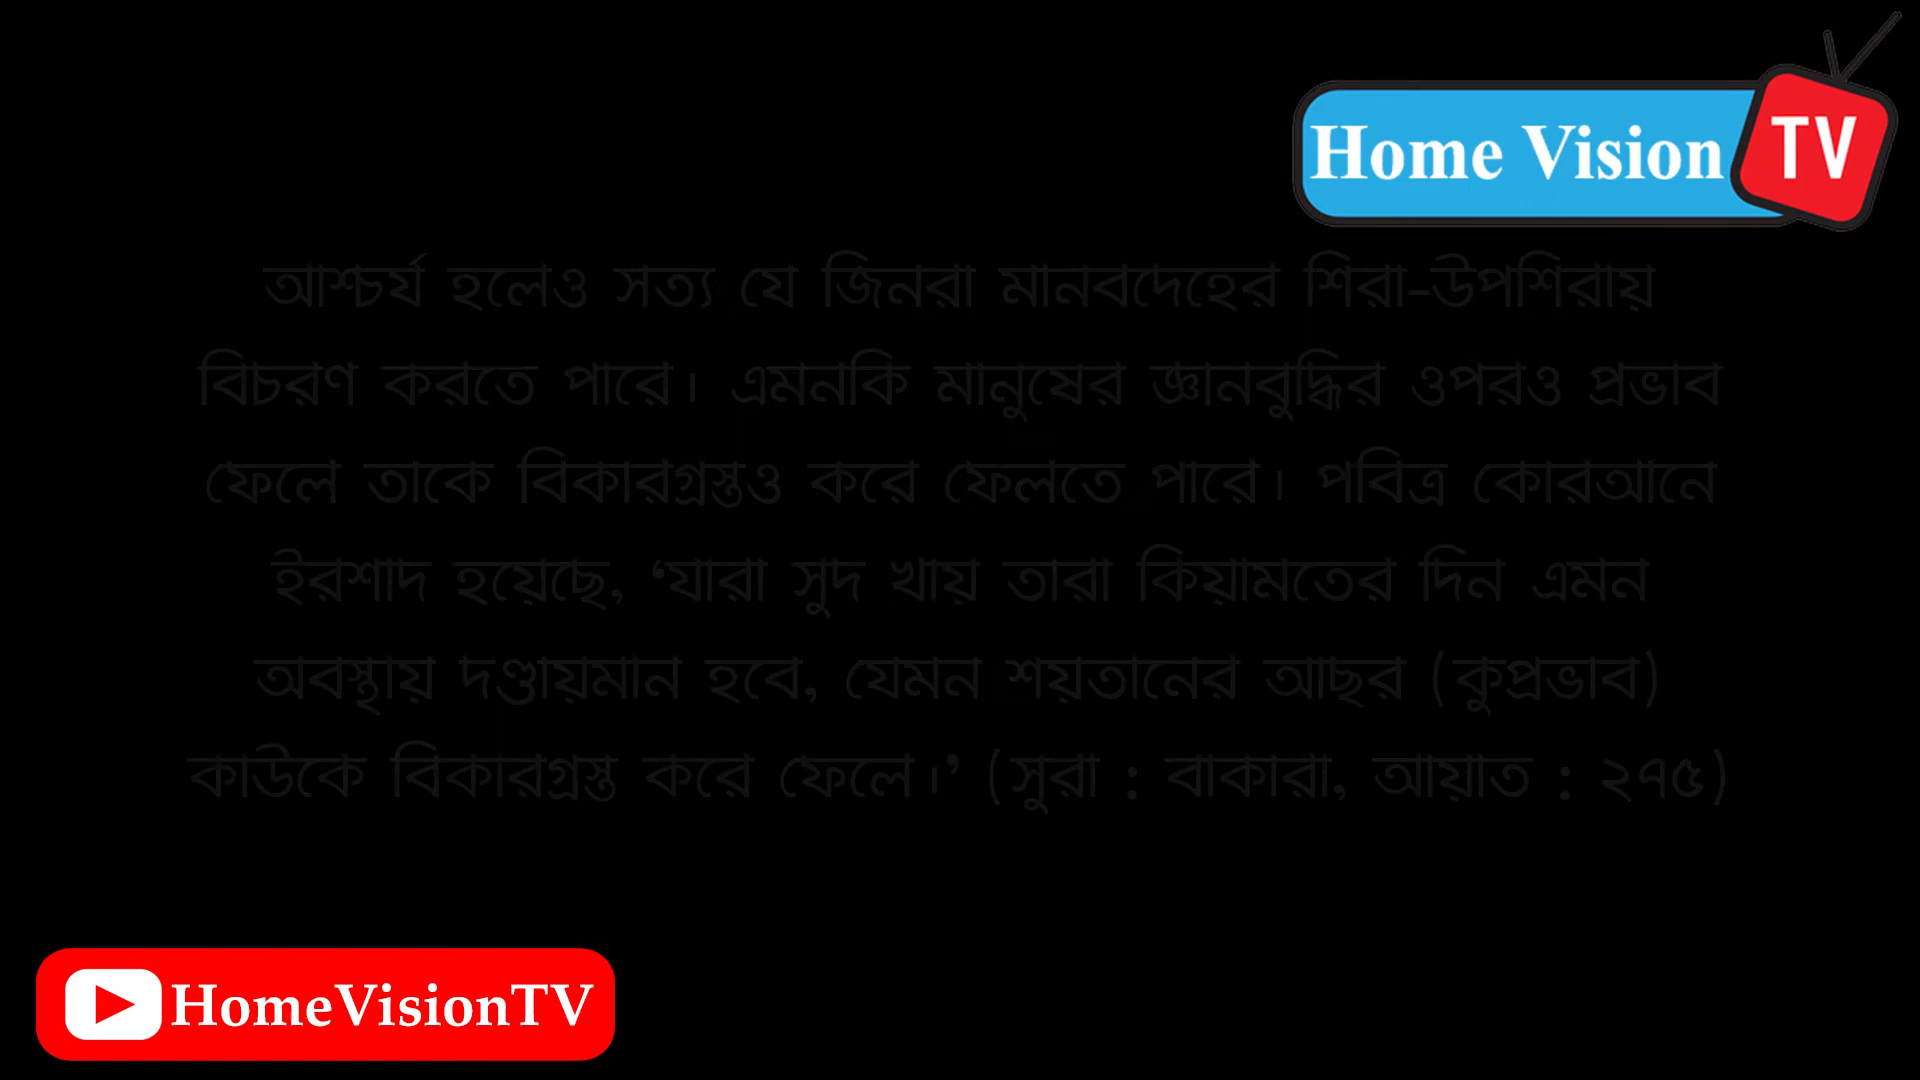 Home Vision TV
আশ্চর্য হলেও সত্য যে জিনরা মানবদেহের শিরা-উপশিরায়
বিচরণ করতে পারে। এমনকি মানুষের জ্ঞানবুদ্ধির ওপরও প্রভাব
ফেলে তাকে বিকারগ্রস্তও করে ফেলতে পারে। পবিত্র কোরআনে
ইরশাদ হয়েছে, ‘যারা সুদ খায় তারা কিয়ামতের দিন এমন
অবস্থায় দণ্ডায়মান হবে, যেমন শয়তানের আছর (কুপ্রভাব)
কাউকে বিকারগ্রস্ত করে ফেলে।’ (সুরা : বাকারা, আয়াত : ২৭৫)
HomeVisionTV